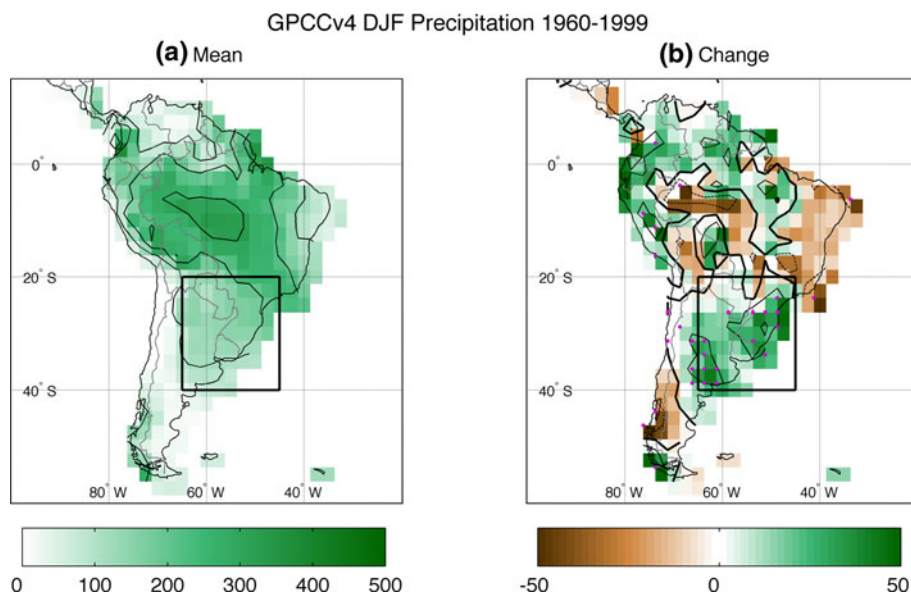 GPCCv4 DJF Precipitation 1960-1999
(a) Mean
(b) Change
0°
20° S
40° S
80° W
60° W
40° W
0°
20° S
40° S
80° W
60° W
40° W
0 100 200 300 400 500
-50 0 50